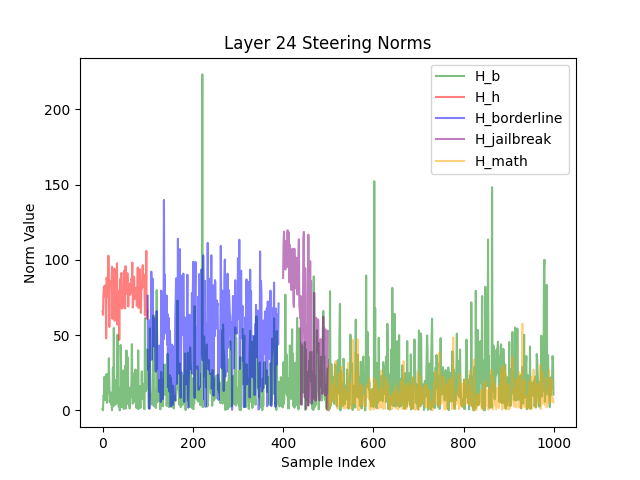 Layer 24 Steering Norms
H_b
H_h
H_borderline
H_jailbreak
H_math
Norm Value
200
150
100
50
0
0
200
400
600
800
1000
Sample Index